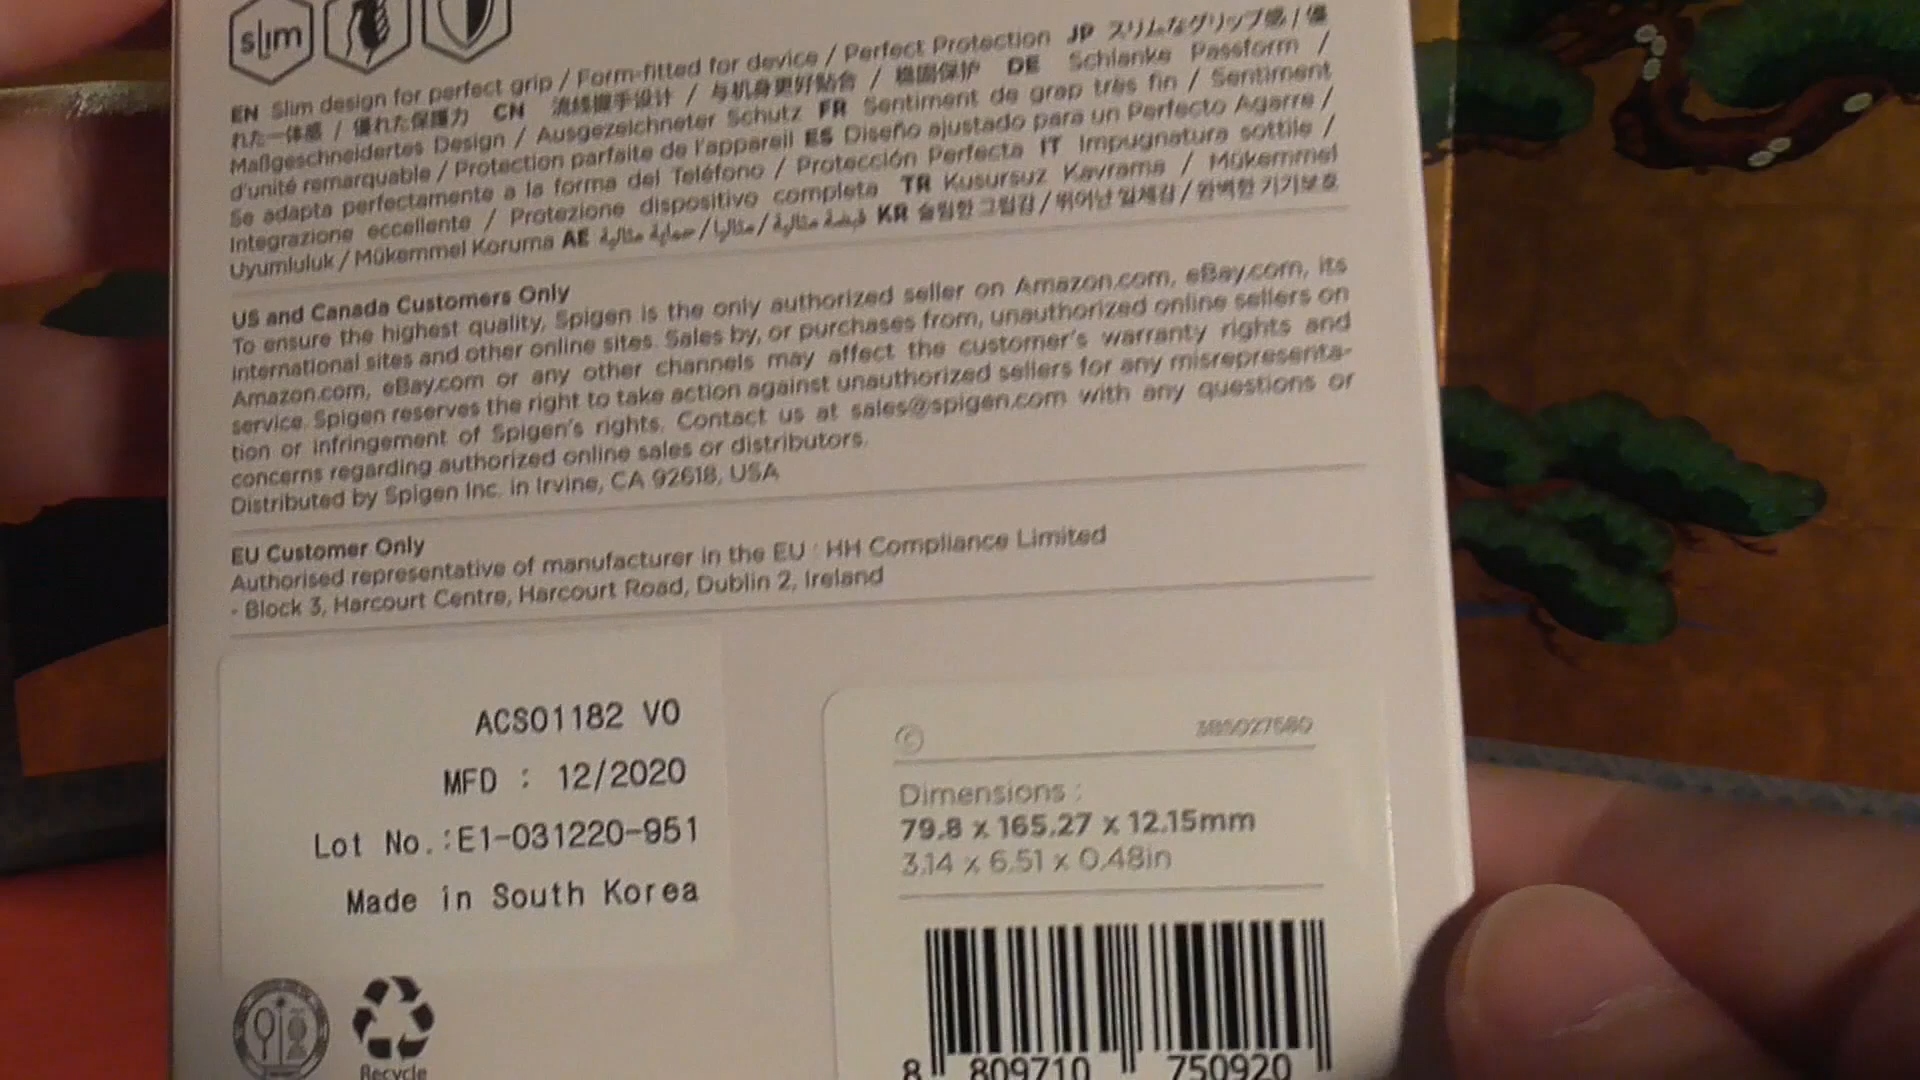 slim
EN Slim design for perfect grip / Form-fitted for device / Perfect Protection JP スリムなグリップ感 / 優
れた一体感 / 優れた保護力 CN 流线握手设计 / 与机身更好贴合 / 稳固保护 DE Schlanke Passform /
Maßgeschneidertes Design / Ausgezeichneter Schutz FR Sentiment de grap très fin / Sentiment
d'unité remarquable / Protection parfaite de l'appareil ES Diseño ajustado para un Perfecto Agarre /
Se adapta perfectamente a la forma del Teléfono / Protección Perfecta IT Impugnatura sottile /
Integrazione eccellente / Protezione dispositivo completa TR Kusursuz Kavrama / Mükemmel
Uyumluluk / Mükemmel Koruma AE قبضة مثالية / مثاليا / حماية مثالية KR 슬림한 그립감 / 뛰어난 일체감 / 완벽한 기기보호
US and Canada Customers Only
To ensure the highest quality, Spigen is the only authorized seller on Amazon.com, eBay.com, its
international sites and other online sites. Sales by, or purchases from, unauthorized online sellers on
Amazon.com, eBay.com or any other channels may affect the customer's warranty rights and
service. Spigen reserves the right to take action against unauthorized sellers for any misrepresenta-
tion or infringement of Spigen's rights. Contact us at sales@spigen.com with any questions or
concerns regarding authorized online sales or distributors.
Distributed by Spigen Inc. in Irvine, CA 92618, USA
EU Customer Only
Authorised representative of manufacturer in the EU : HH Compliance Limited
- Block 3, Harcourt Centre, Harcourt Road, Dublin 2, Ireland
ACS01182 V0
MFD : 12/2020
Lot No.:E1-031220-951
Made in South Korea
©
Dimensions :
79.8 x 165.27 x 12.15mm
3.14 x 6.51 x 0.48in
Recycle
8 809710 750920